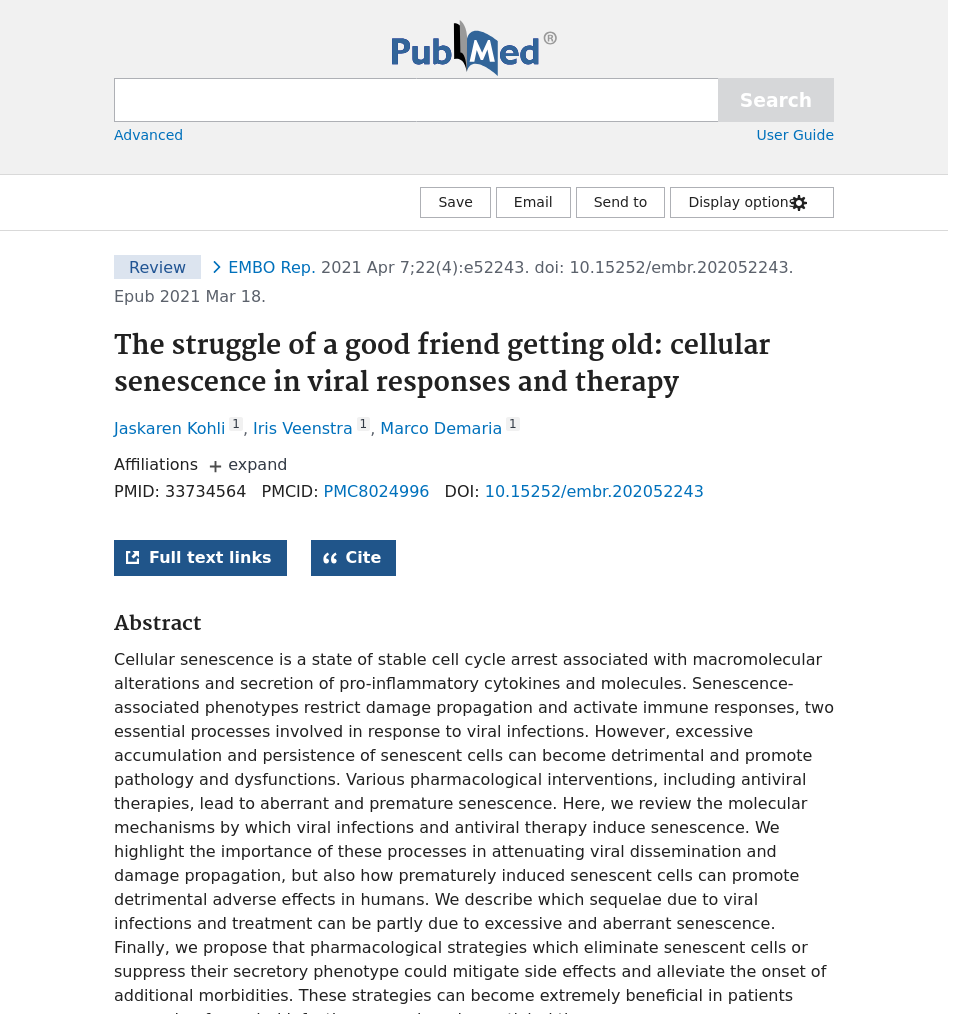 PubMed®
Search
Advanced
User Guide
Save
Email
Send to
Display options
Review
EMBO Rep. 2021 Apr 7;22(4):e52243. doi: 10.15252/embr.202052243.
Epub 2021 Mar 18.
The struggle of a good friend getting old: cellular
senescence in viral responses and therapy
Jaskaren Kohli 1, Iris Veenstra 1, Marco Demaria 1
Affiliations + expand
PMID: 33734564 PMCID: PMC8024996 DOI: 10.15252/embr.202052243
Full text links
Cite
Abstract
Cellular senescence is a state of stable cell cycle arrest associated with macromolecular
alterations and secretion of pro-inflammatory cytokines and molecules. Senescence-
associated phenotypes restrict damage propagation and activate immune responses, two
essential processes involved in response to viral infections. However, excessive
accumulation and persistence of senescent cells can become detrimental and promote
pathology and dysfunctions. Various pharmacological interventions, including antiviral
therapies, lead to aberrant and premature senescence. Here, we review the molecular
mechanisms by which viral infections and antiviral therapy induce senescence. We
highlight the importance of these processes in attenuating viral dissemination and
damage propagation, but also how prematurely induced senescent cells can promote
detrimental adverse effects in humans. We describe which sequelae due to viral
infections and treatment can be partly due to excessive and aberrant senescence.
Finally, we propose that pharmacological strategies which eliminate senescent cells or
suppress their secretory phenotype could mitigate side effects and alleviate the onset of
additional morbidities. These strategies can become extremely beneficial in patients